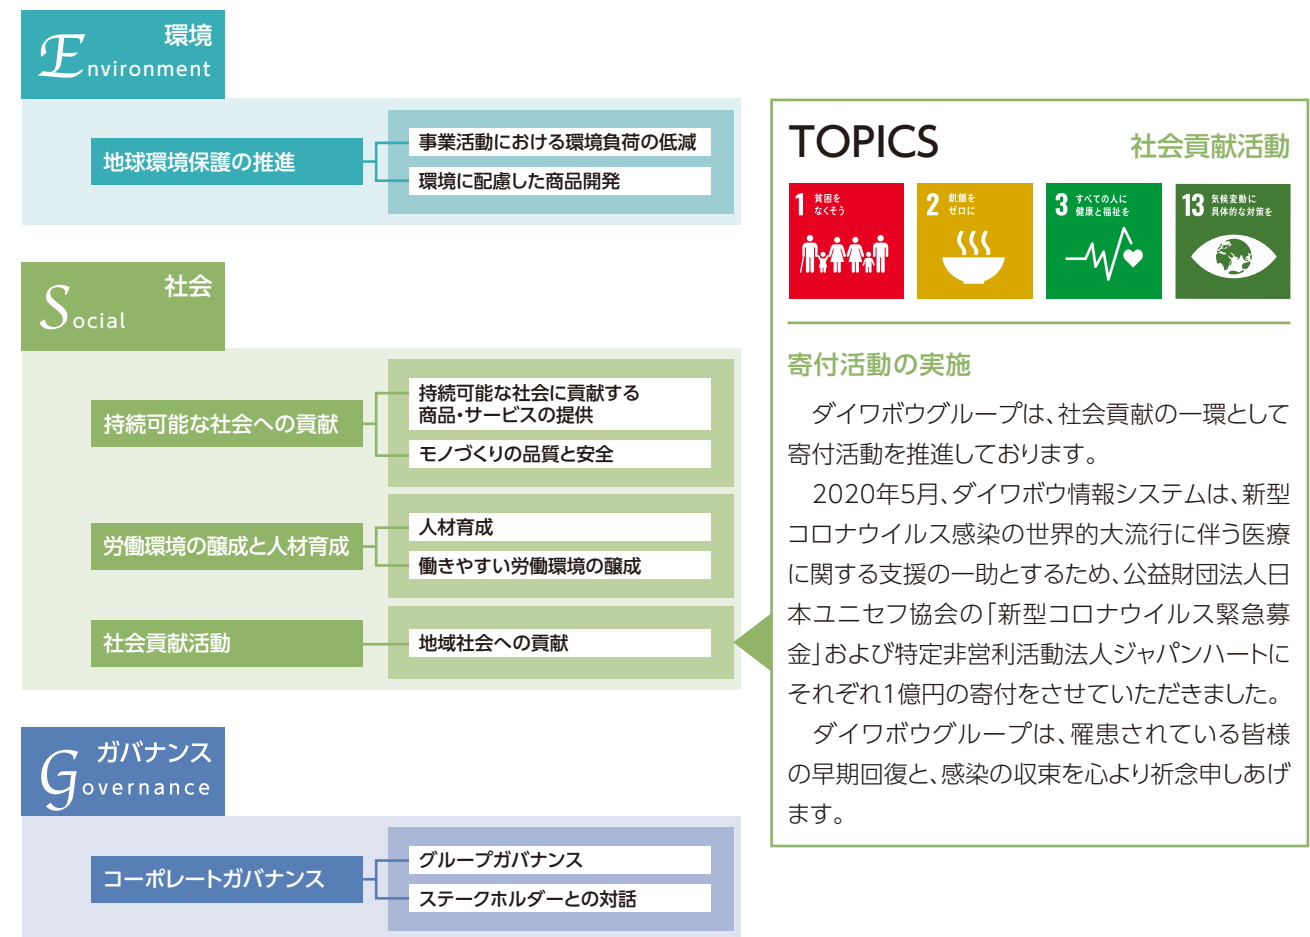 環境
Environment
地球環境保護の推進
事業活動における環境負荷の低減
環境に配慮した商品開発
社会
Social
持続可能な社会への貢献
持続可能な社会に貢献する
商品・サービスの提供
モノづくりの品質と安全
労働環境の醸成と人材育成
人材育成
働きやすい労働環境の醸成
社会貢献活動
地域社会への貢献
ガバナンス
Governance
コーポレートガバナンス
グループガバナンス
ステークホルダーとの対話
TOPICS
社会貢献活動
1 貧困を
なくそう
2 飢餓を
ゼロに
3 すべての人に
健康と福祉を
13 気候変動に
具体的な対策を
寄付活動の実施
ダイワボウグループは、社会貢献の一環として
寄付活動を推進しております。
2020年5月、ダイワボウ情報システムは、新型
コロナウイルス感染の世界的大流行に伴う医療
に関する支援の一助とするため、公益財団法人日
本ユニセフ協会の「新型コロナウイルス緊急募
金」および特定非営利活動法人ジャパンハートに
それぞれ1億円の寄付をさせていただきました。
ダイワボウグループは、罹患されている皆様
の早期回復と、感染の収束を心より祈念申しあげ
ます。